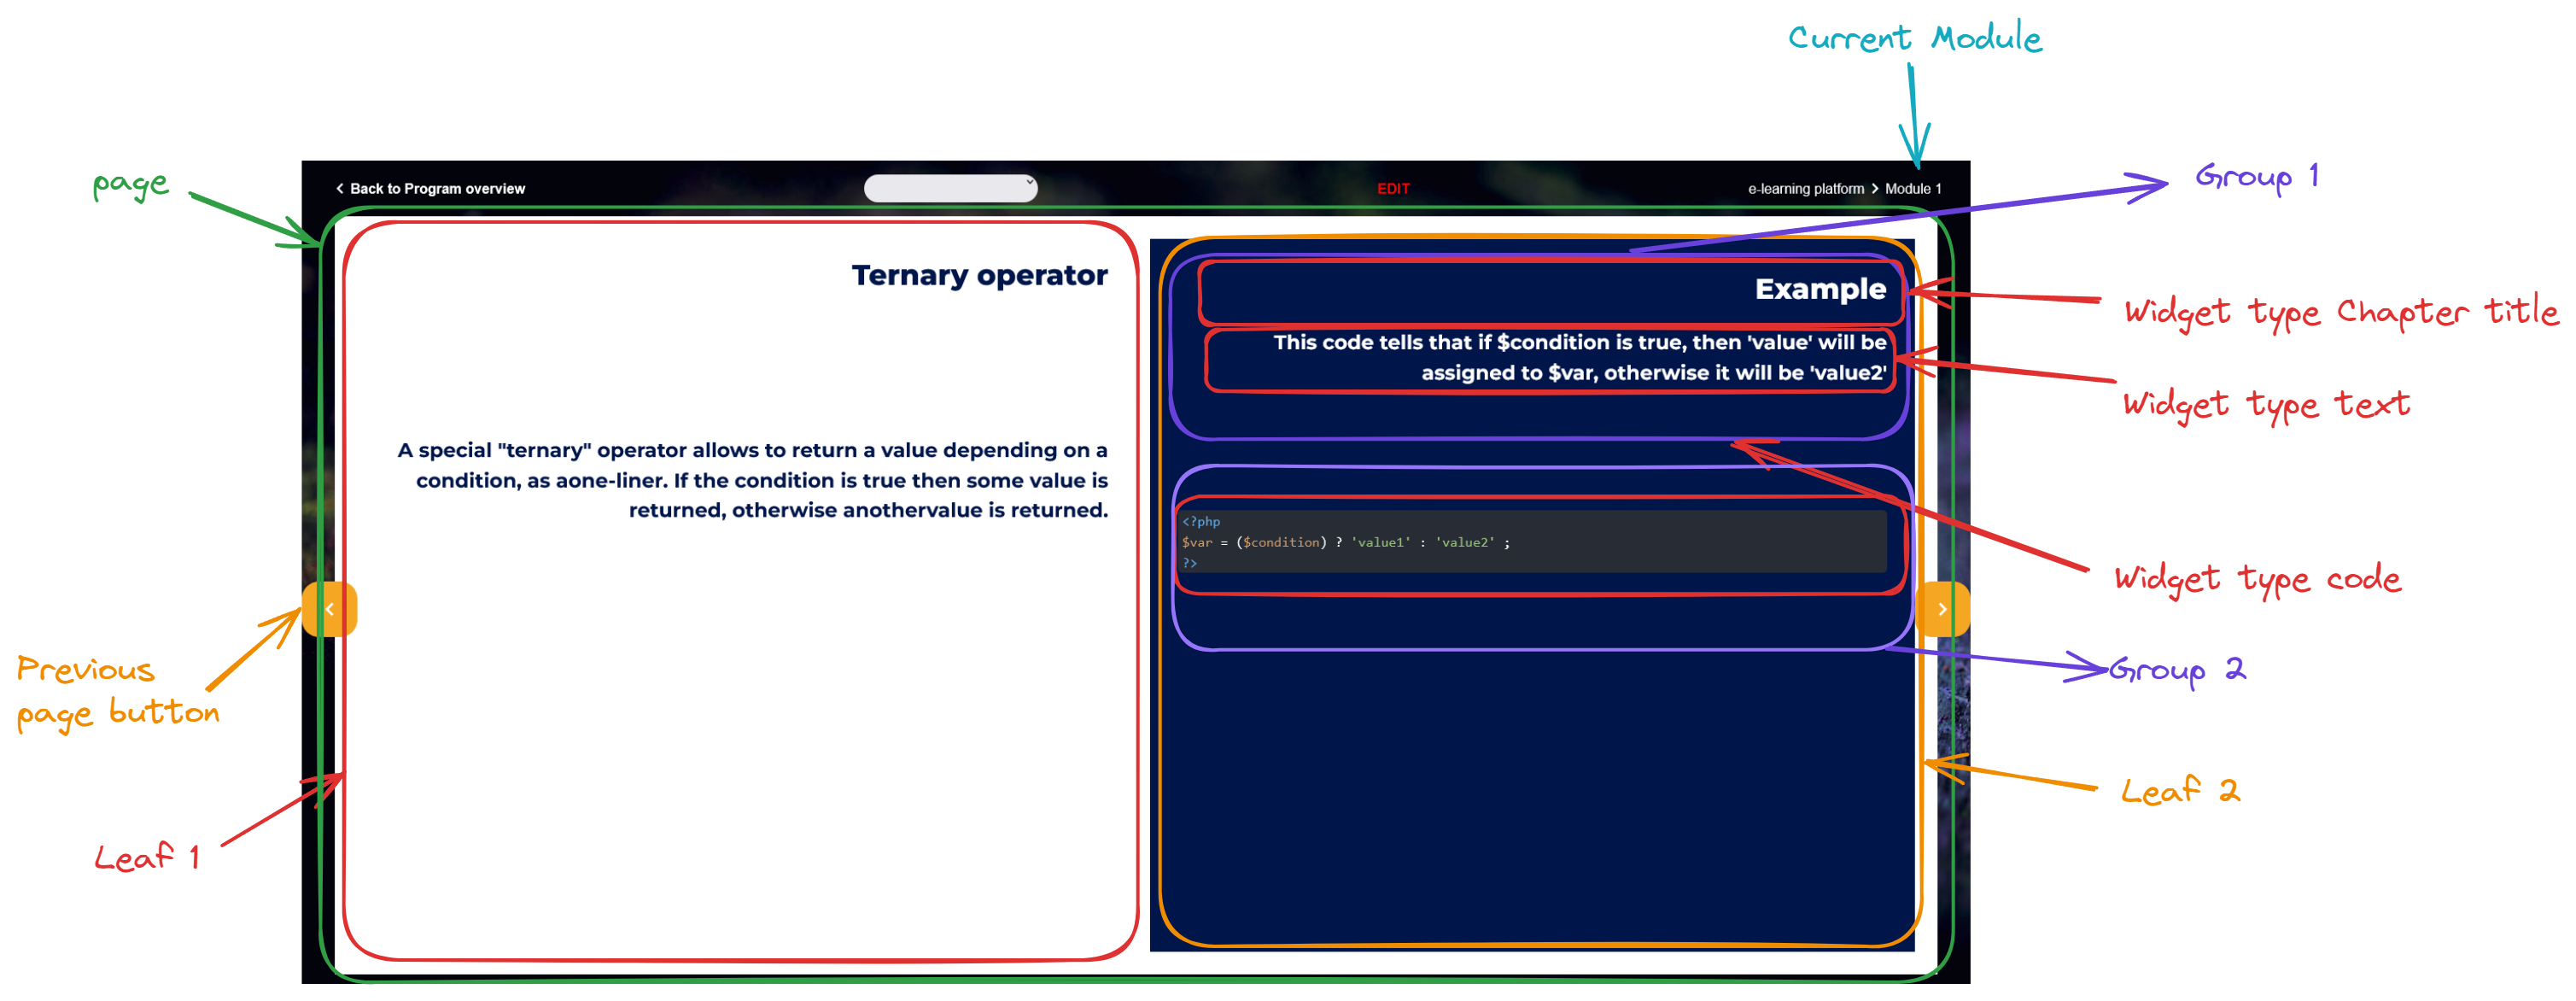 Current Module
page
Back to Program overview
EDIT
e-learning platform > Module 1
Group 1
Ternary operator
Example
Widget type Chapter title
This code tells that if $condition is true, then 'value' will be
assigned to $var, otherwise it will be 'value2'
Widget type text
A special "ternary" operator allows to return a value depending on a
condition, as aone-liner. If the condition is true then some value is
returned, otherwise anothervalue is returned.
<?php
$var = ($condition) ? 'value1' : 'value2' ;
?>
Widget type code
Previous
page button
Group 2
Leaf 2
Leaf 1